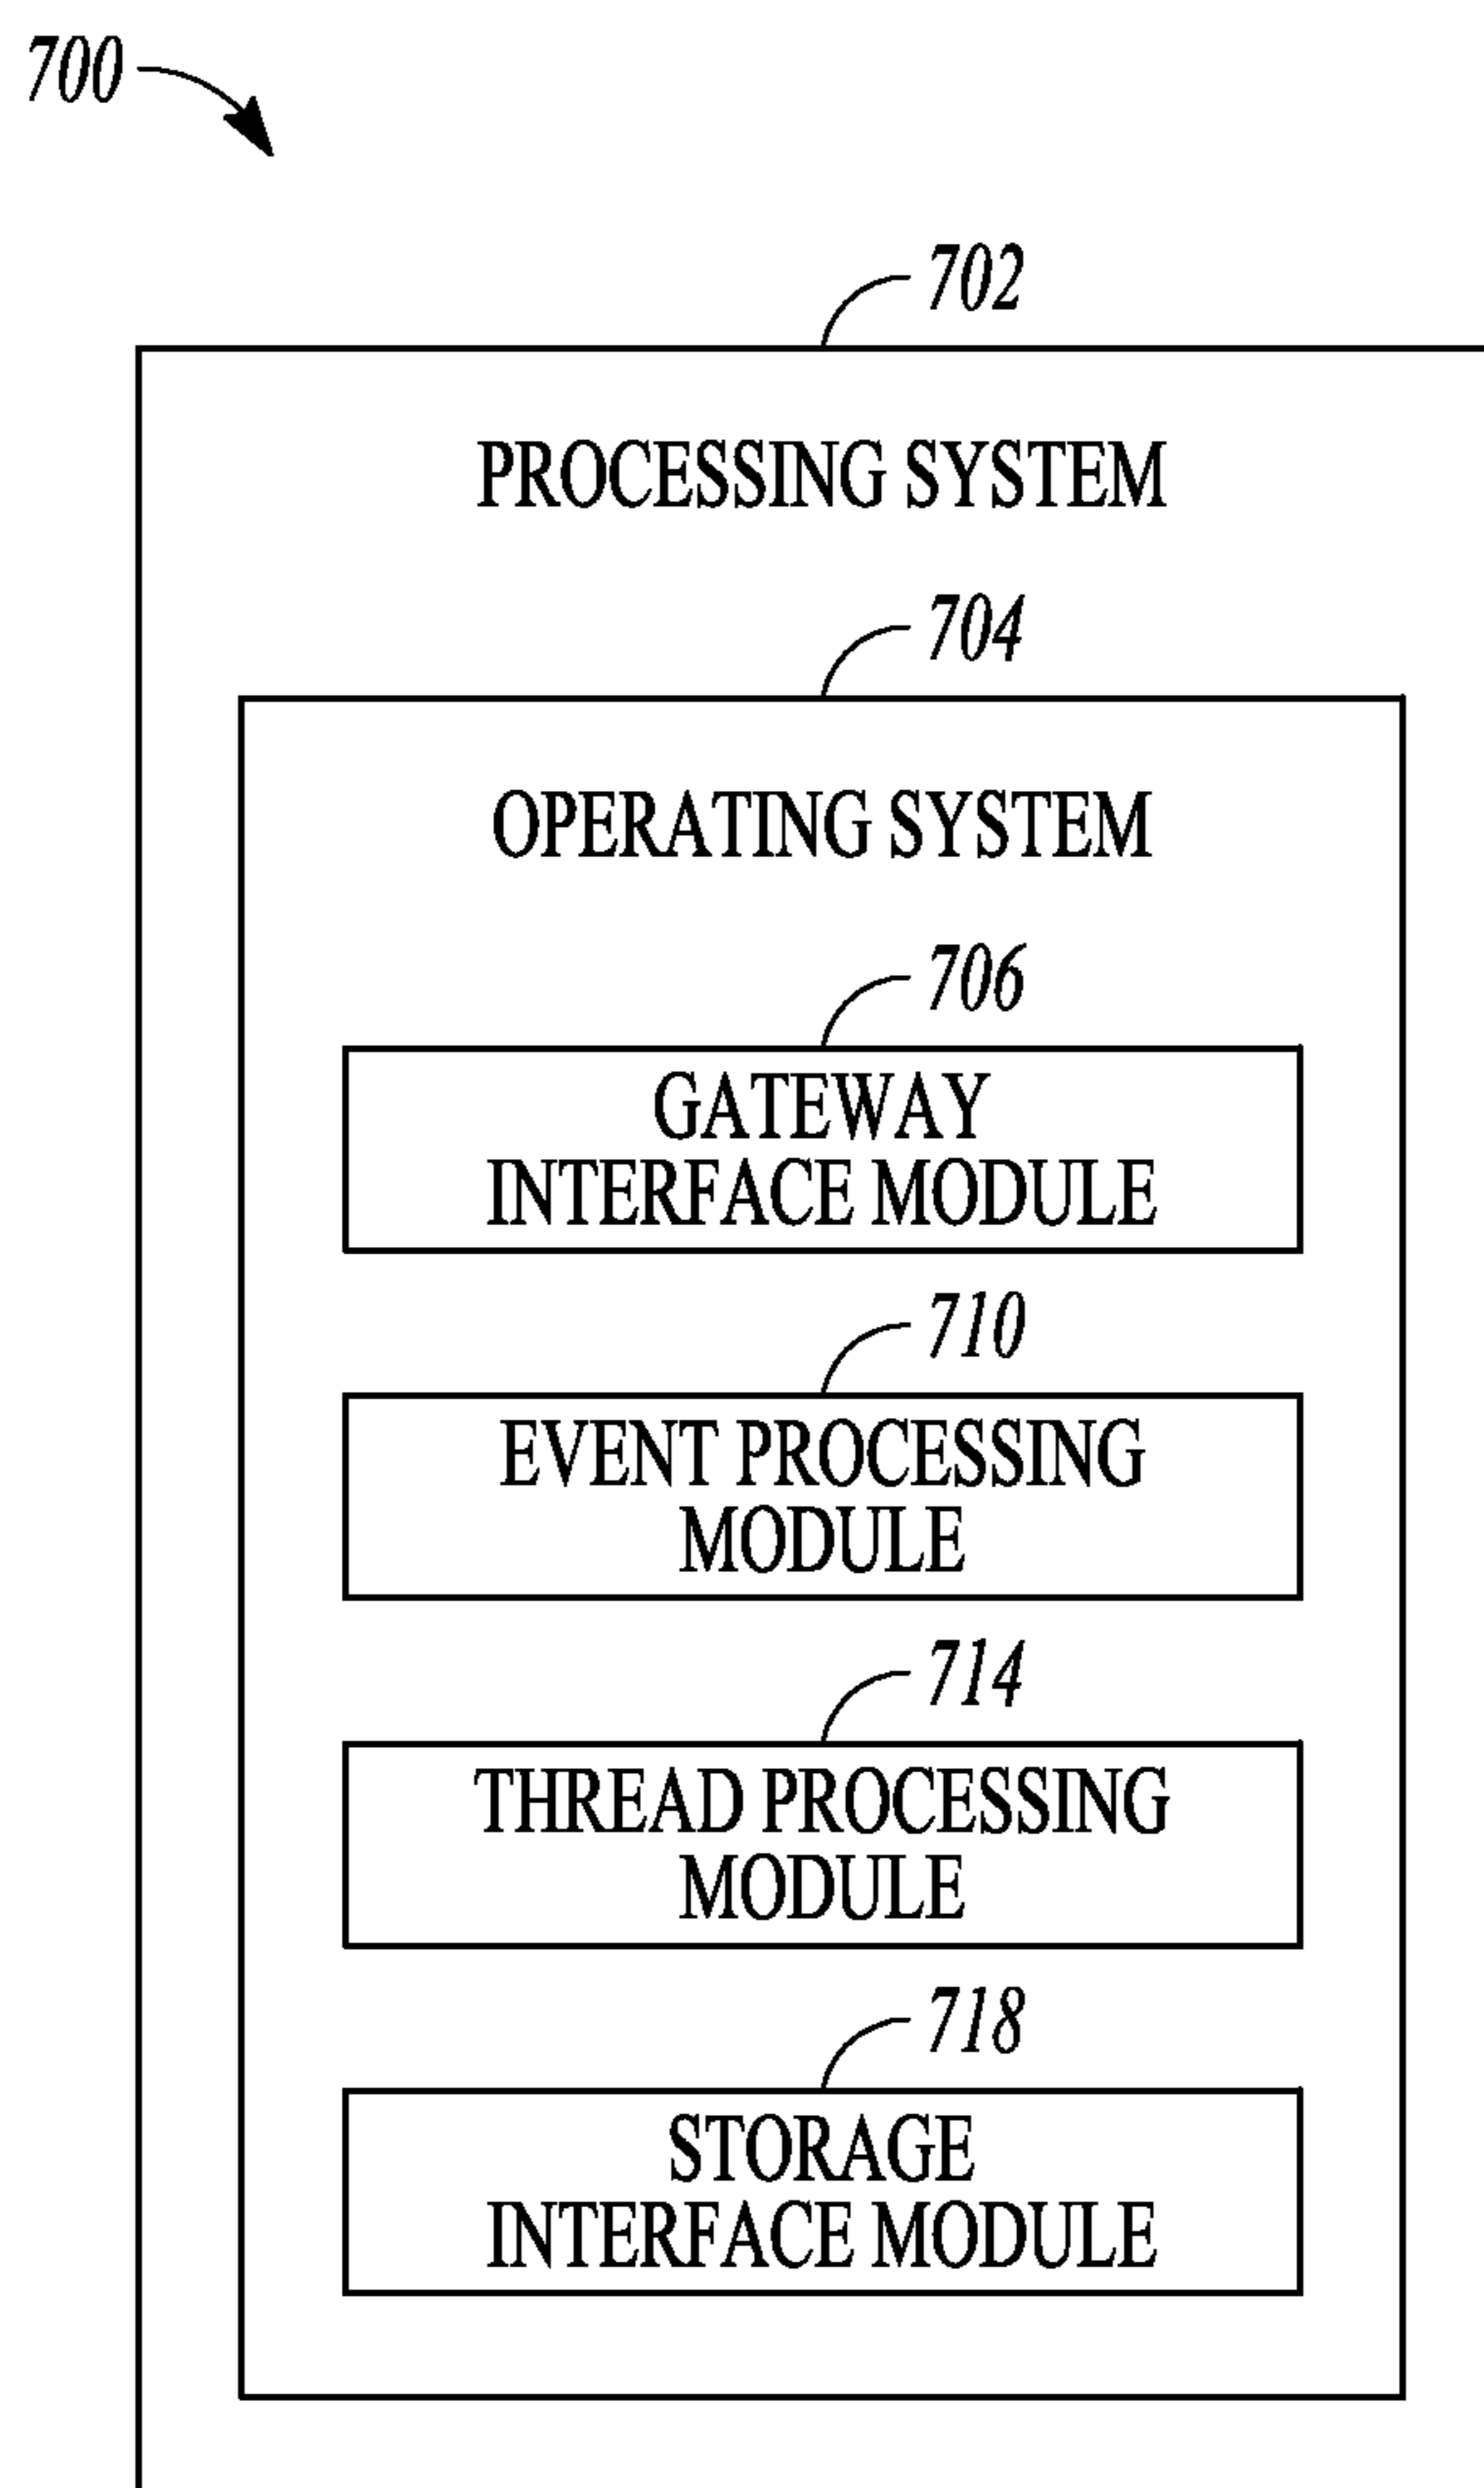 700
702
PROCESSING SYSTEM
704
OPERATING SYSTEM
706
GATEWAY
INTERFACE MODULE
710
EVENT PROCESSING
MODULE
714
THREAD PROCESSING
MODULE
718
STORAGE
INTERFACE MODULE